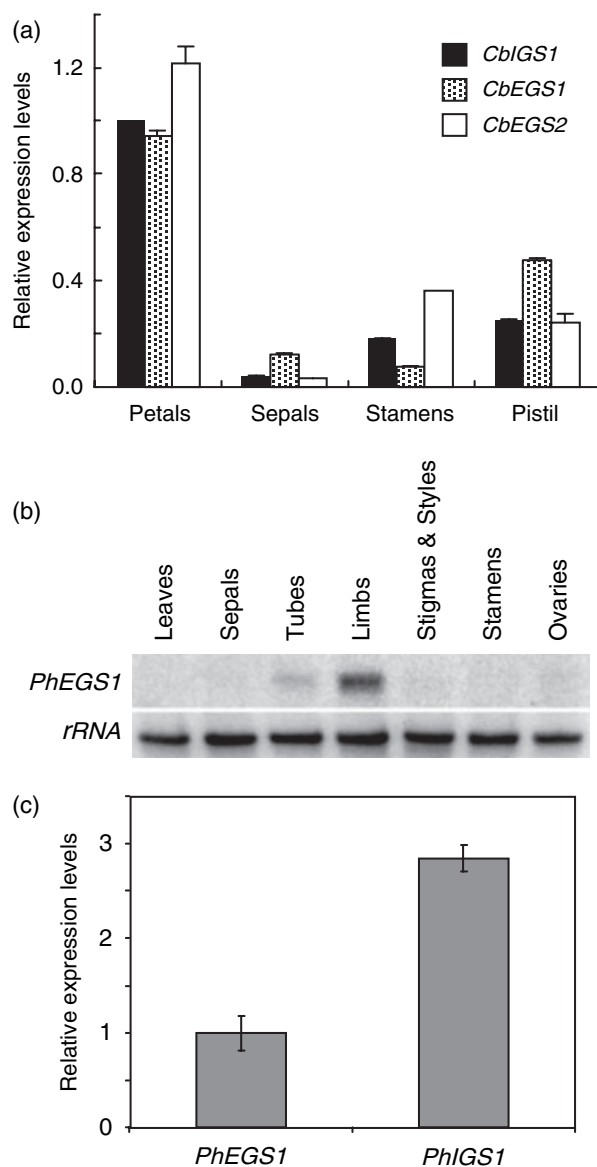 (a)
Relative expression levels
1.2
0.8
0.4
0.0
CbIGS1
CbEGS1
CbEGS2
Petals
Sepals
Stamens
Pistil
(b)
Leaves
Sepals
Tubes
Limbs
Stigmas & Styles
Stamens
Ovaries
PhEGS1
rRNA
(c)
Relative expression levels
3
2
1
0
PhEGS1
PhIGS1